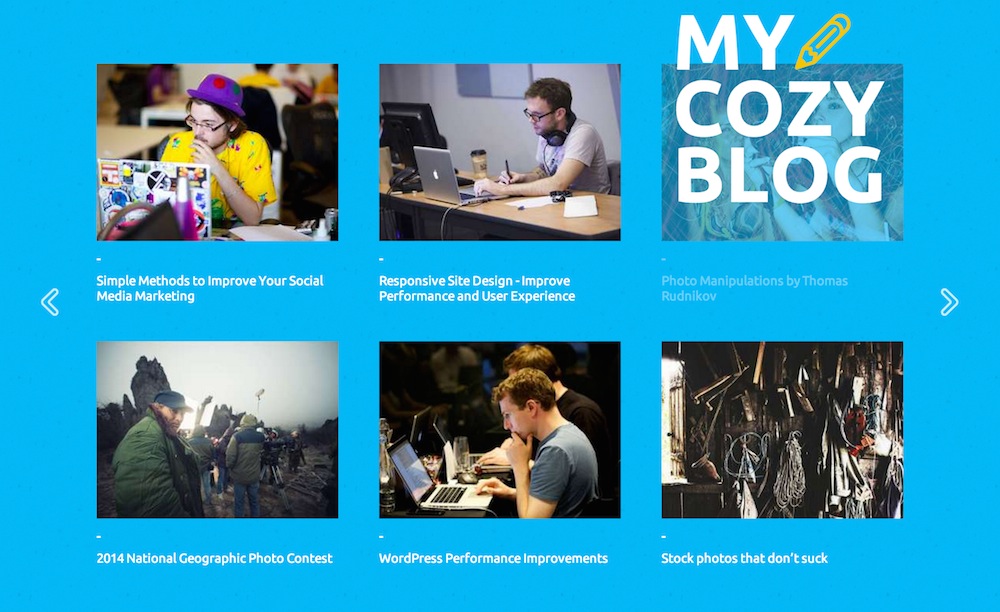 MY
COZY
BLOG
-
Simple Methods to Improve Your Social
Media Marketing
-
Responsive Site Design - Improve
Performance and User Experience
-
Photo Manipulations by Thomas
Rudnikov
-
2014 National Geographic Photo Contest
-
WordPress Performance Improvements
-
Stock photos that don't suck